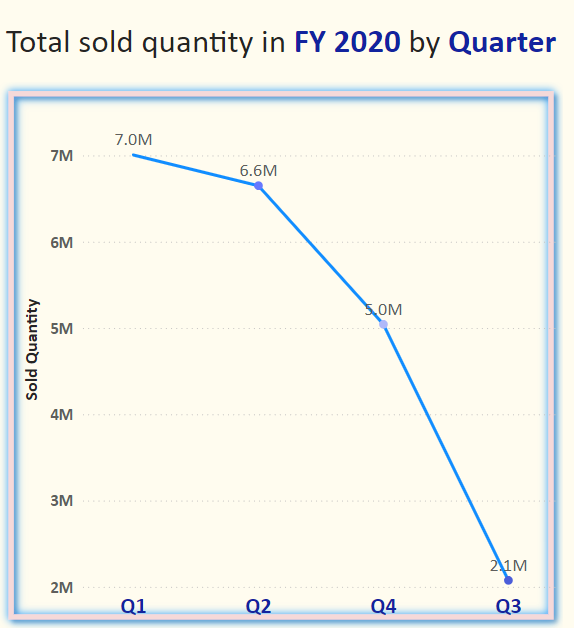 Total sold quantity in FY 2020 by Quarter
7.0M
7M
6.6M
6M
5.0M
5M
Sold Quantity
4M
3M
2.1M
2M
Q1 Q2 Q4 Q3